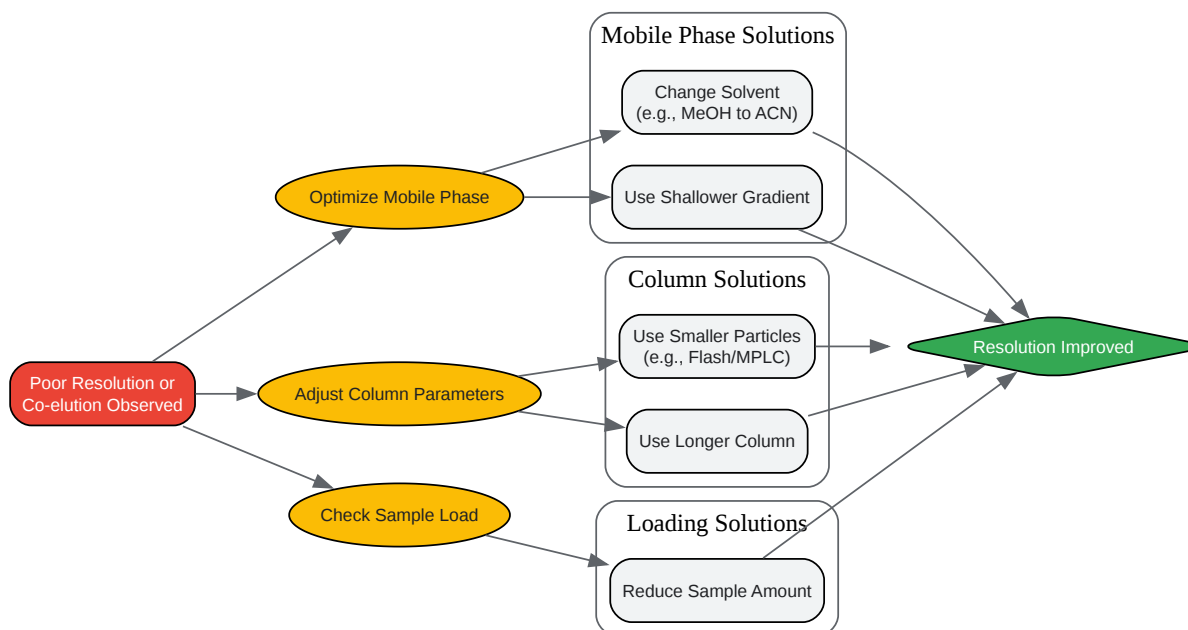 Poor Resolution or
Co-elution Observed
Optimize Mobile Phase
Adjust Column Parameters
Check Sample Load
Mobile Phase Solutions
Change Solvent
(e.g., MeOH to ACN)
Use Shallower Gradient
Column Solutions
Use Smaller Particles
(e.g., Flash/MPLC)
Use Longer Column
Loading Solutions
Reduce Sample Amount
Resolution Improved